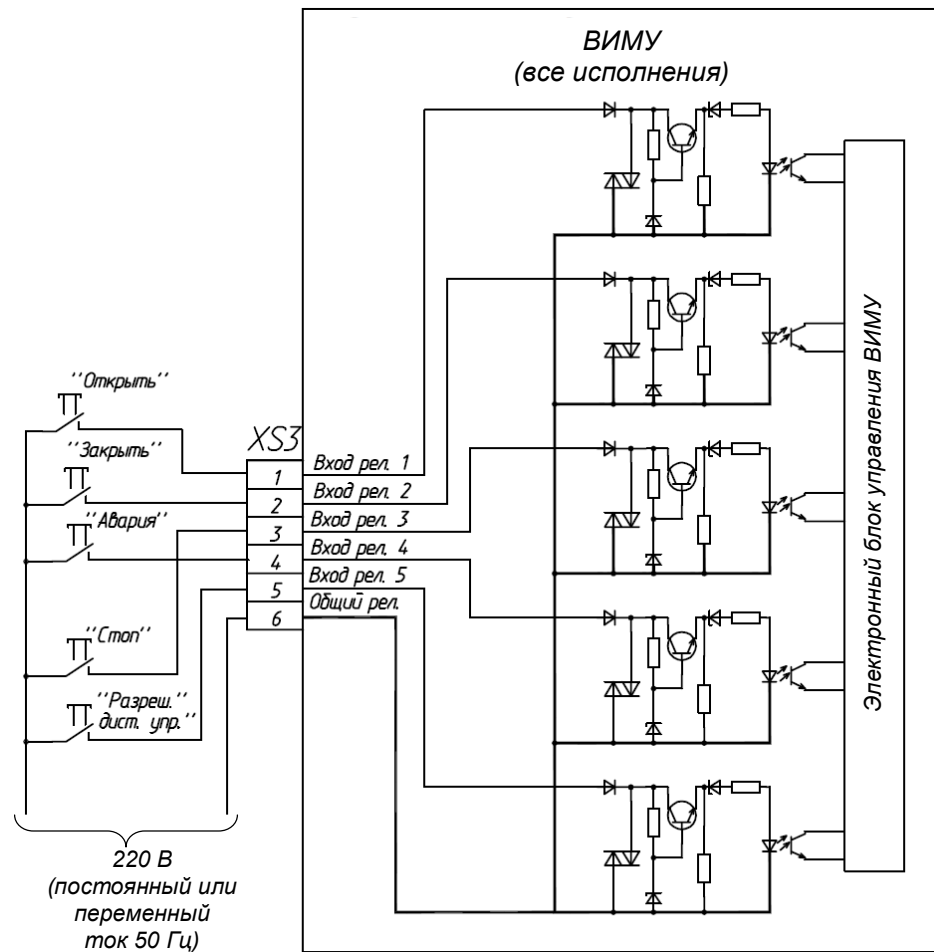 ВИМУ
(все исполнения)
''Открыть''
''Закрыть''
''Авария''
''Стоп''
''Разреш.
дист. упр.''
XS3
1
2
3
4
5
6
Вход рел. 1
Вход рел. 2
Вход рел. 3
Вход рел. 4
Вход рел. 5
Общий рел.
220 В
(постоянный или
переменный
ток 50 Гц)
Электронный блок управления ВИМУ